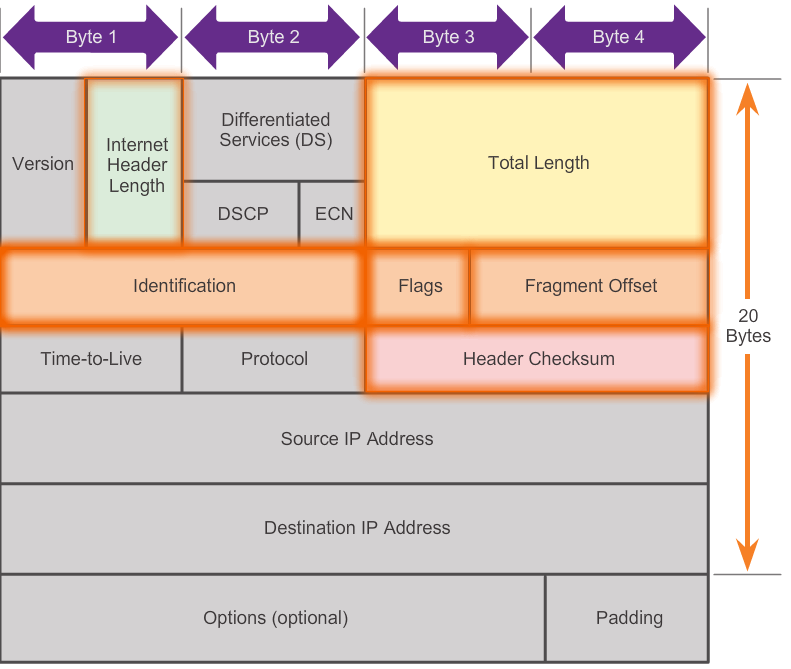 Byte 1
Byte 2
Byte 3
Byte 4
Version
Internet
Header
Length
Differentiated
Services (DS)
DSCP
ECN
Total Length
Identification
Flags
Fragment Offset
20
Bytes
Time-to-Live
Protocol
Header Checksum
Source IP Address
Destination IP Address
Options (optional)
Padding